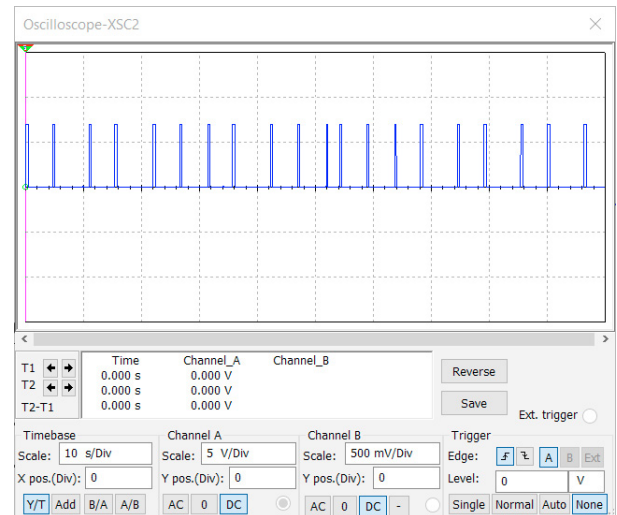 Oscilloscope-XSC2
T1
T2
T2-T1
Time Channel_A Channel_B
0.000 s 0.000 V
0.000 s 0.000 V
0.000 s 0.000 V
Reverse
Save
Ext. trigger
Timebase
Scale: 10 s/Div
X pos.(Div): 0
Y/T Add B/A A/B
Channel A
Scale: 5 V/Div
Y pos.(Div): 0
AC 0 DC
Channel B
Scale: 500 mV/Div
Y pos.(Div): 0
AC 0 DC -
Trigger
Edge: A B Ext
Level: 0 V
Single Normal Auto None